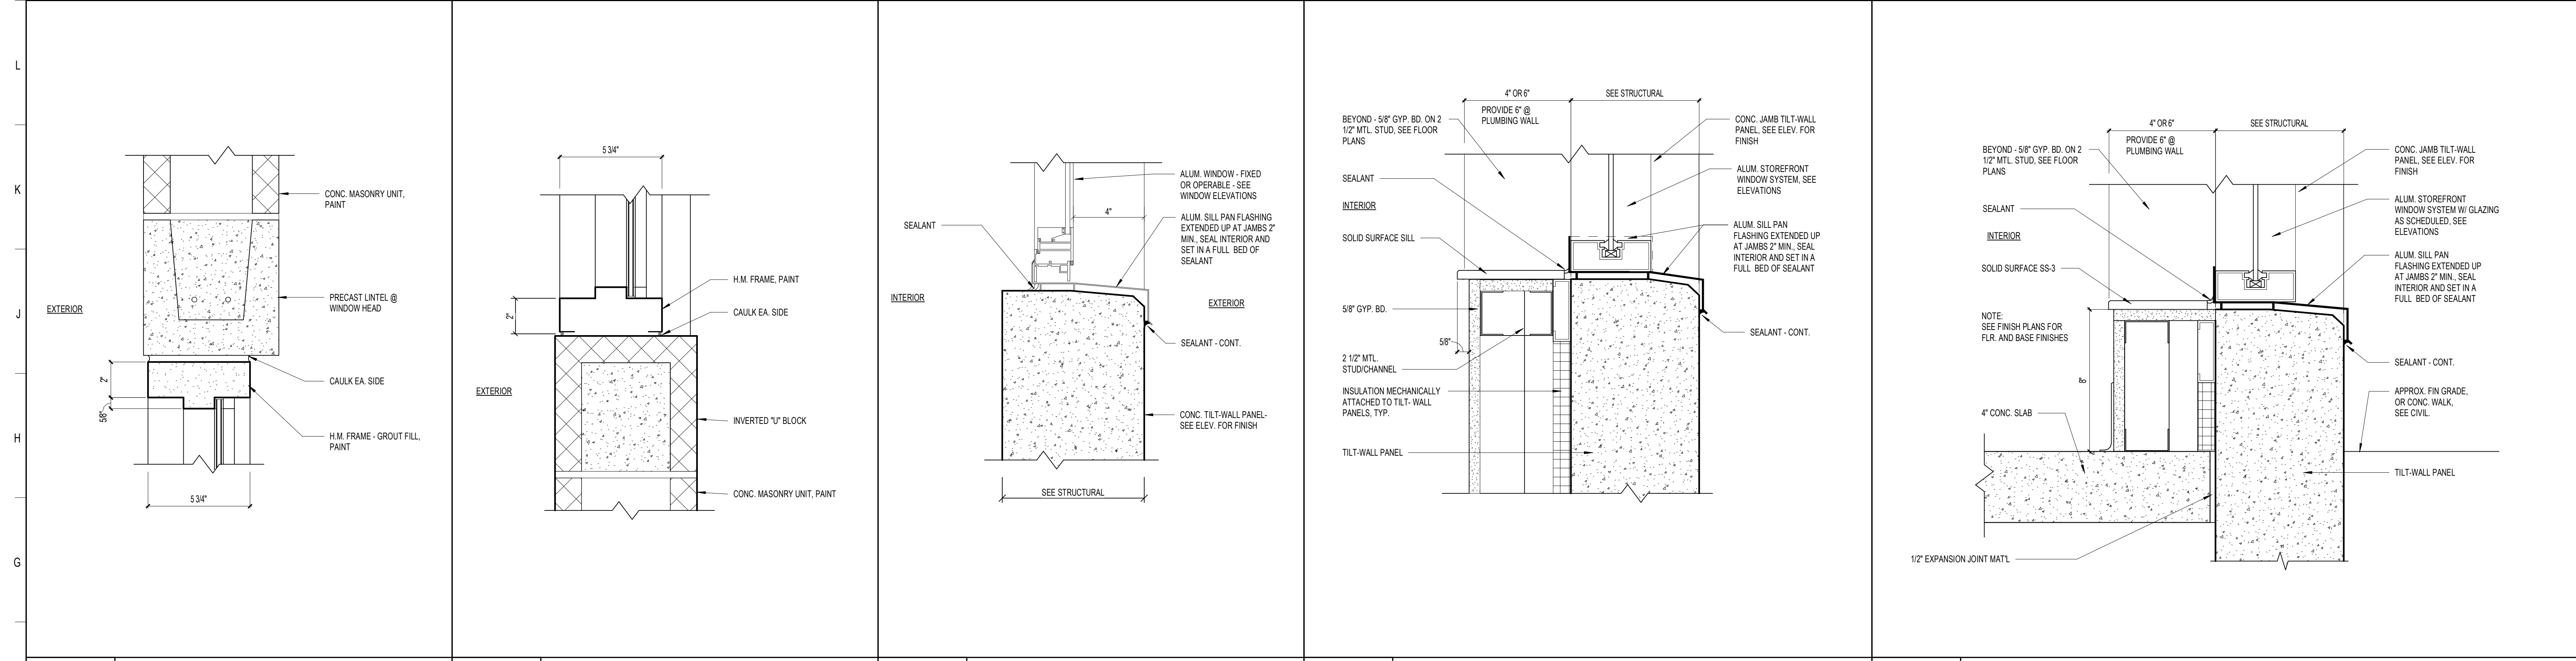 L
K
J
H
G
CONC. MASONRY UNIT,
PAINT
EXTERIOR
PRECAST LINTEL @
WINDOW HEAD
2"
5/8"
CAULK EA. SIDE
H.M. FRAME - GROUT FILL,
PAINT
5 3/4"
5 3/4"
H.M. FRAME, PAINT
2"
CAULK EA. SIDE
EXTERIOR
INVERTED "U" BLOCK
CONC. MASONRY UNIT, PAINT
ALUM. WINDOW - FIXED
OR OPERABLE - SEE
WINDOW ELEVATIONS
4"
SEALANT
ALUM. SILL PAN FLASHING
EXTENDED UP AT JAMBS 2"
MIN., SEAL INTERIOR AND
SET IN A FULL BED OF
SEALANT
INTERIOR
EXTERIOR
SEALANT - CONT.
CONC. TILT-WALL PANEL-
SEE ELEV. FOR FINISH
SEE STRUCTURAL
4" OR 6"
SEE STRUCTURAL
PROVIDE 6" @
PLUMBING WALL
BEYOND - 5/8" GYP. BD. ON 2
1/2" MTL. STUD, SEE FLOOR
PLANS
CONC. JAMB TILT-WALL
PANEL, SEE ELEV. FOR
FINISH
SEALANT
ALUM. STOREFRONT
WINDOW SYSTEM, SEE
ELEVATIONS
INTERIOR
SOLID SURFACE SILL
ALUM. SILL PAN
FLASHING EXTENDED UP
AT JAMBS 2" MIN., SEAL
INTERIOR AND SET IN A
FULL BED OF SEALANT
5/8" GYP. BD.
SEALANT - CONT.
5/8"
2 1/2" MTL.
STUD/CHANNEL
INSULATION MECHANICALLY
ATTACHED TO TILT- WALL
PANELS, TYP.
TILT-WALL PANEL
4" OR 6"
SEE STRUCTURAL
PROVIDE 6" @
PLUMBING WALL
BEYOND - 5/8" GYP. BD. ON 2
1/2" MTL. STUD, SEE FLOOR
PLANS
CONC. JAMB TILT-WALL
PANEL, SEE ELEV. FOR
FINISH
SEALANT
ALUM. STOREFRONT
WINDOW SYSTEM W/ GLAZING
AS SCHEDULED, SEE
ELEVATIONS
INTERIOR
SOLID SURFACE SS-3
ALUM. SILL PAN
FLASHING EXTENDED UP
AT JAMBS 2" MIN., SEAL
INTERIOR AND SET IN A
FULL BED OF SEALANT
NOTE:
SEE FINISH PLANS FOR
FLR. AND BASE FINISHES
SEALANT - CONT.
8"
APPROX. FIN GRADE,
OR CONC. WALK,
SEE CIVIL.
4" CONC. SLAB
TILT-WALL PANEL
1/2" EXPANSION JOINT MAT'L